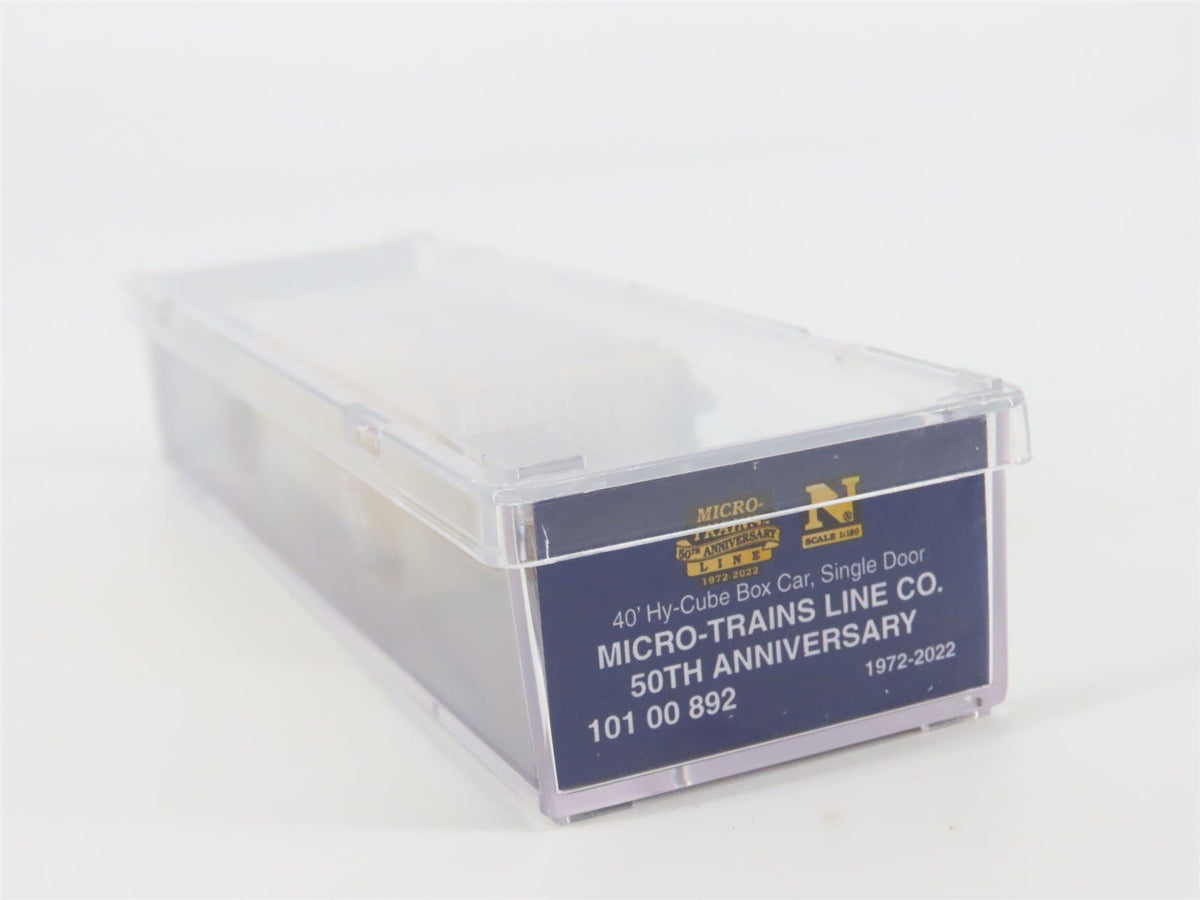 MICRO-
TRAINS
50TH ANNIVERSARY
LINE
1972-2022
N®
SCALE 1:160
40' Hy-Cube Box Car, Single Door
MICRO-TRAINS LINE CO.
50TH ANNIVERSARY
1972-2022
101 00 892